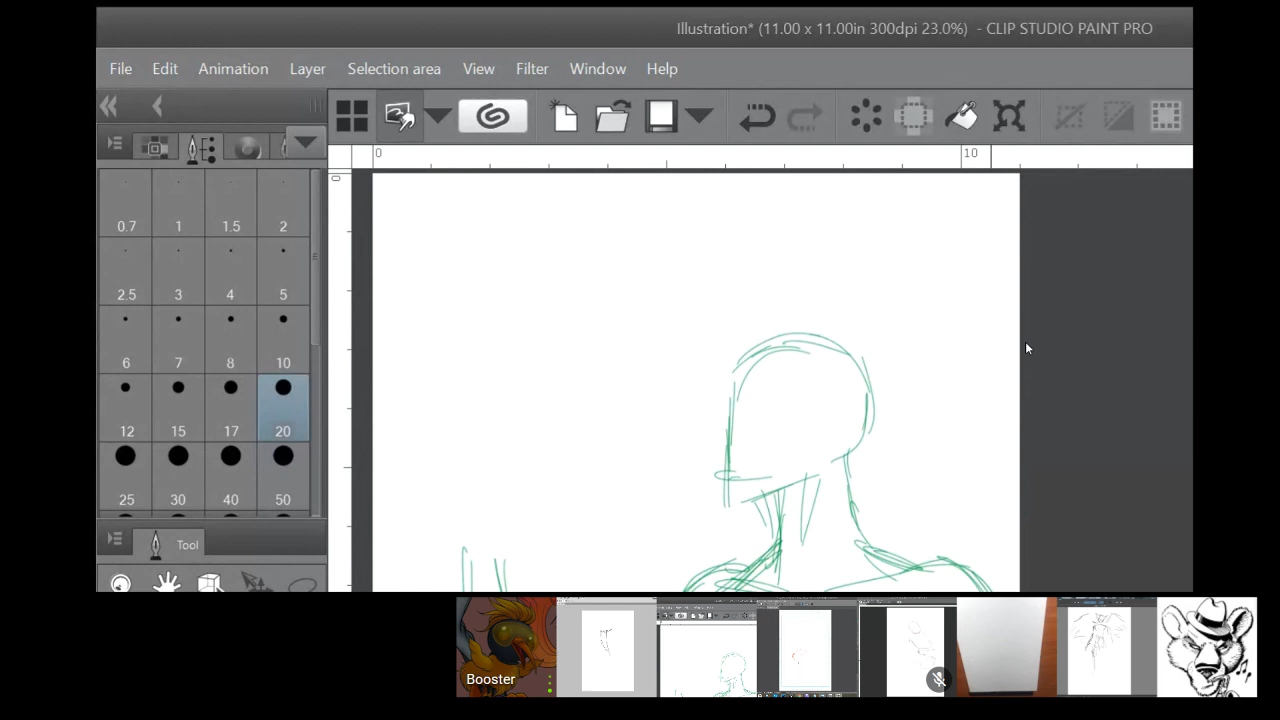 Illustration* (11.00 x 11.00in 300dpi 23.0%) - CLIP STUDIO PAINT PRO
File Edit Animation Layer Selection area View Filter Window Help
0 10
0
0.7 1 1.5 2
2.5 3 4 5
6 7 8 10
12 15 17 20
25 30 40 50
Tool
Booster